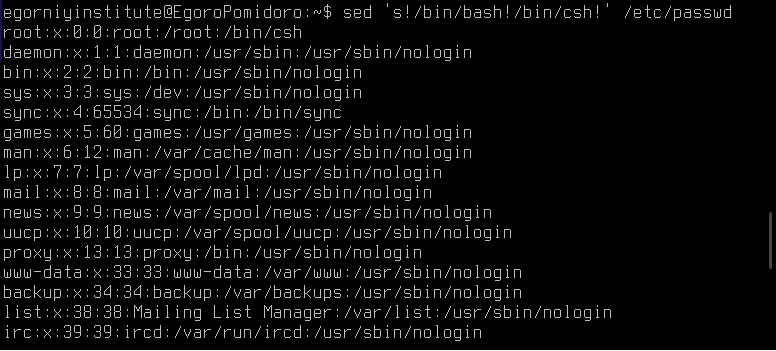 egorniyinstitute@EgoroPomidoro:~$ sed 's!/bin/bash!/bin/csh!' /etc/passwd
root:x:0:0:root:/root:/bin/csh
daemon:x:1:1:daemon:/usr/sbin:/usr/sbin/nologin
bin:x:2:2:bin:/bin:/usr/sbin/nologin
sys:x:3:3:sys:/dev:/usr/sbin/nologin
sync:x:4:65534:sync:/bin:/bin/sync
games:x:5:60:games:/usr/games:/usr/sbin/nologin
man:x:6:12:man:/var/cache/man:/usr/sbin/nologin
lp:x:7:7:lp:/var/spool/lpd:/usr/sbin/nologin
mail:x:8:8:mail:/var/mail:/usr/sbin/nologin
news:x:9:9:news:/var/spool/news:/usr/sbin/nologin
uucp:x:10:10:uucp:/var/spool/uucp:/usr/sbin/nologin
proxy:x:13:13:proxy:/bin:/usr/sbin/nologin
www-data:x:33:33:www-data:/var/www:/usr/sbin/nologin
backup:x:34:34:backup:/var/backups:/usr/sbin/nologin
list:x:38:38:Mailing List Manager:/var/list:/usr/sbin/nologin
irc:x:39:39:ircd:/var/run/ircd:/usr/sbin/nologin